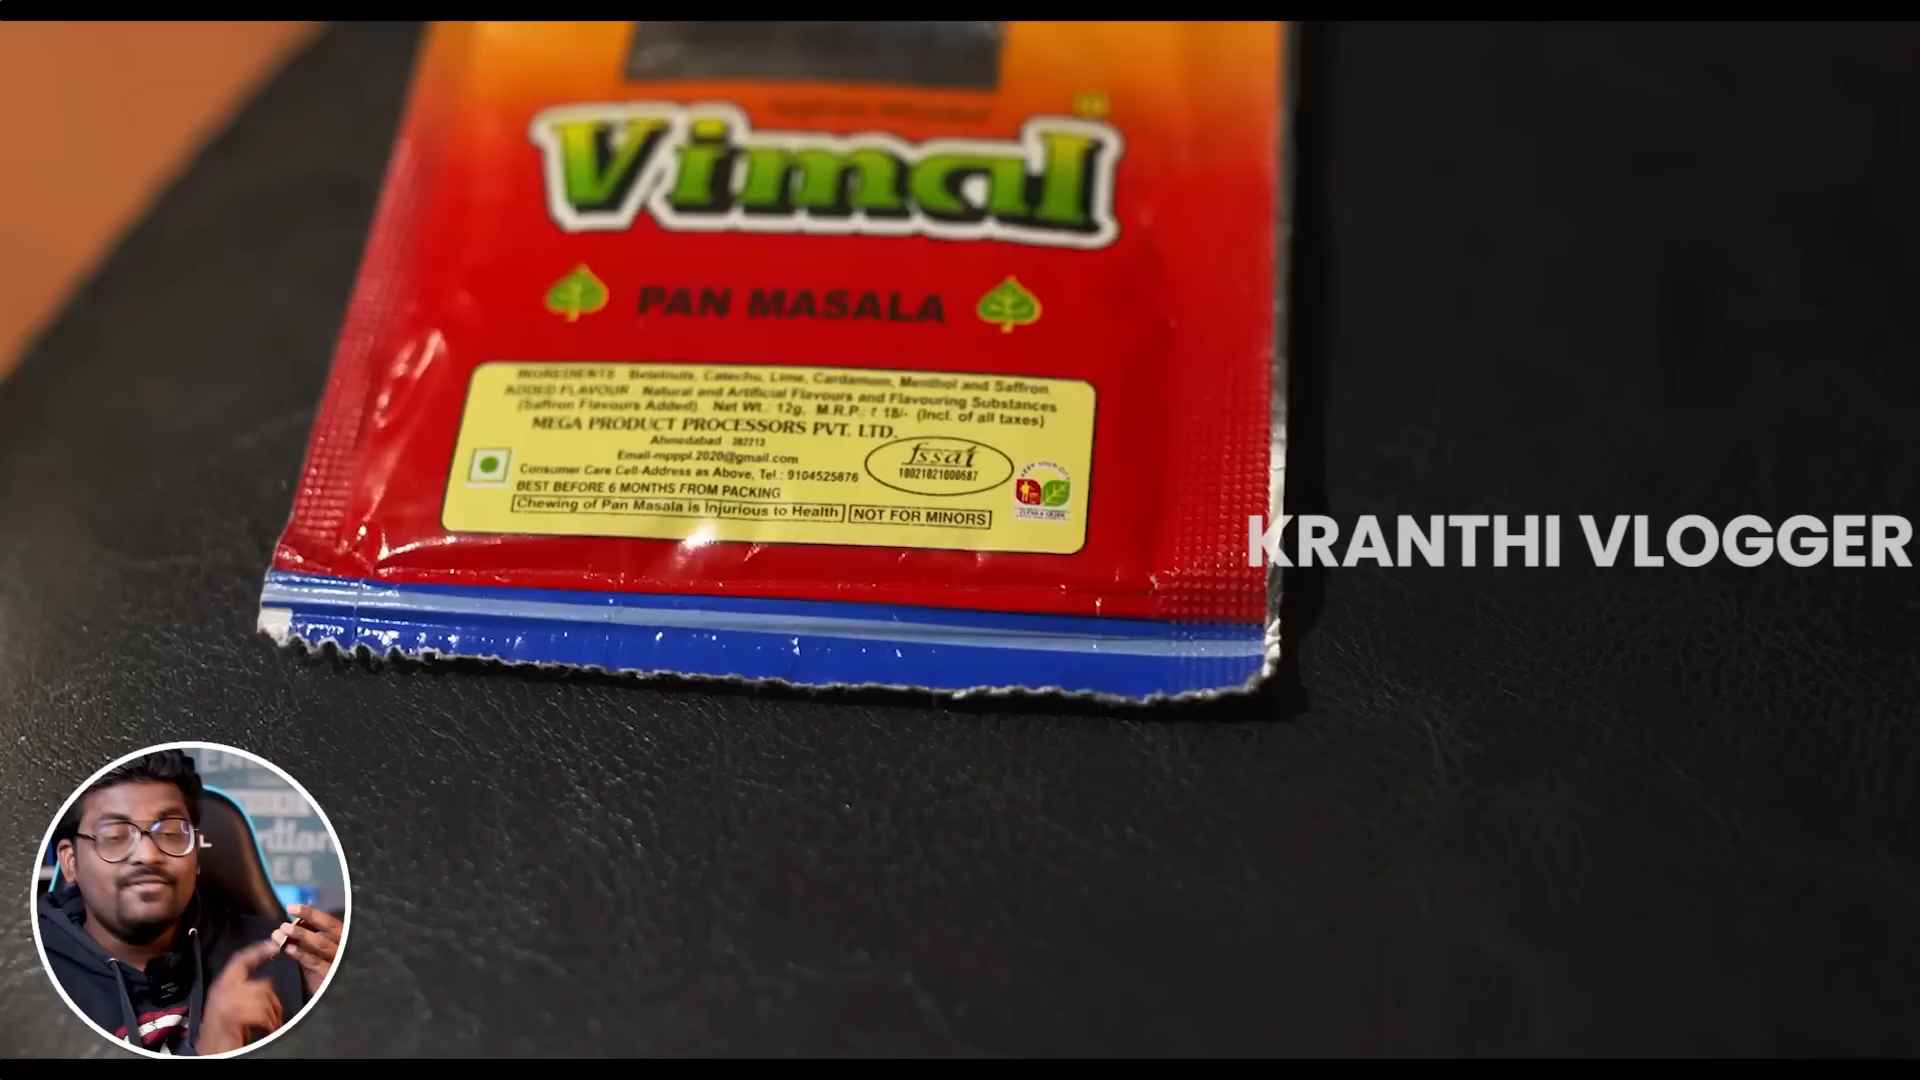 Vimal
PAN MASALA
INGREDIENTS Betelnuts, Catechu, Lime, Cardamum, Menthol and Saffron
ADDED FLAVOUR Natural and Artificial Flavours and Flavouring Substances
(Saffron Flavours Added) Net Wt.: 12g, M.R.P.: ₹ 18/- (Incl. of all taxes)
MEGA PRODUCT PROCESSORS PVT. LTD.
Ahmedabad 382213
Email-mpppl.2020@gmail.com
Consumer Care Cell-Address as Above, Tel.: 9104525876
BEST BEFORE 6 MONTHS FROM PACKING
Chewing of Pan Masala is Injurious to Health NOT FOR MINORS
fssai
10021021000687
KRANTHI VLOGGER